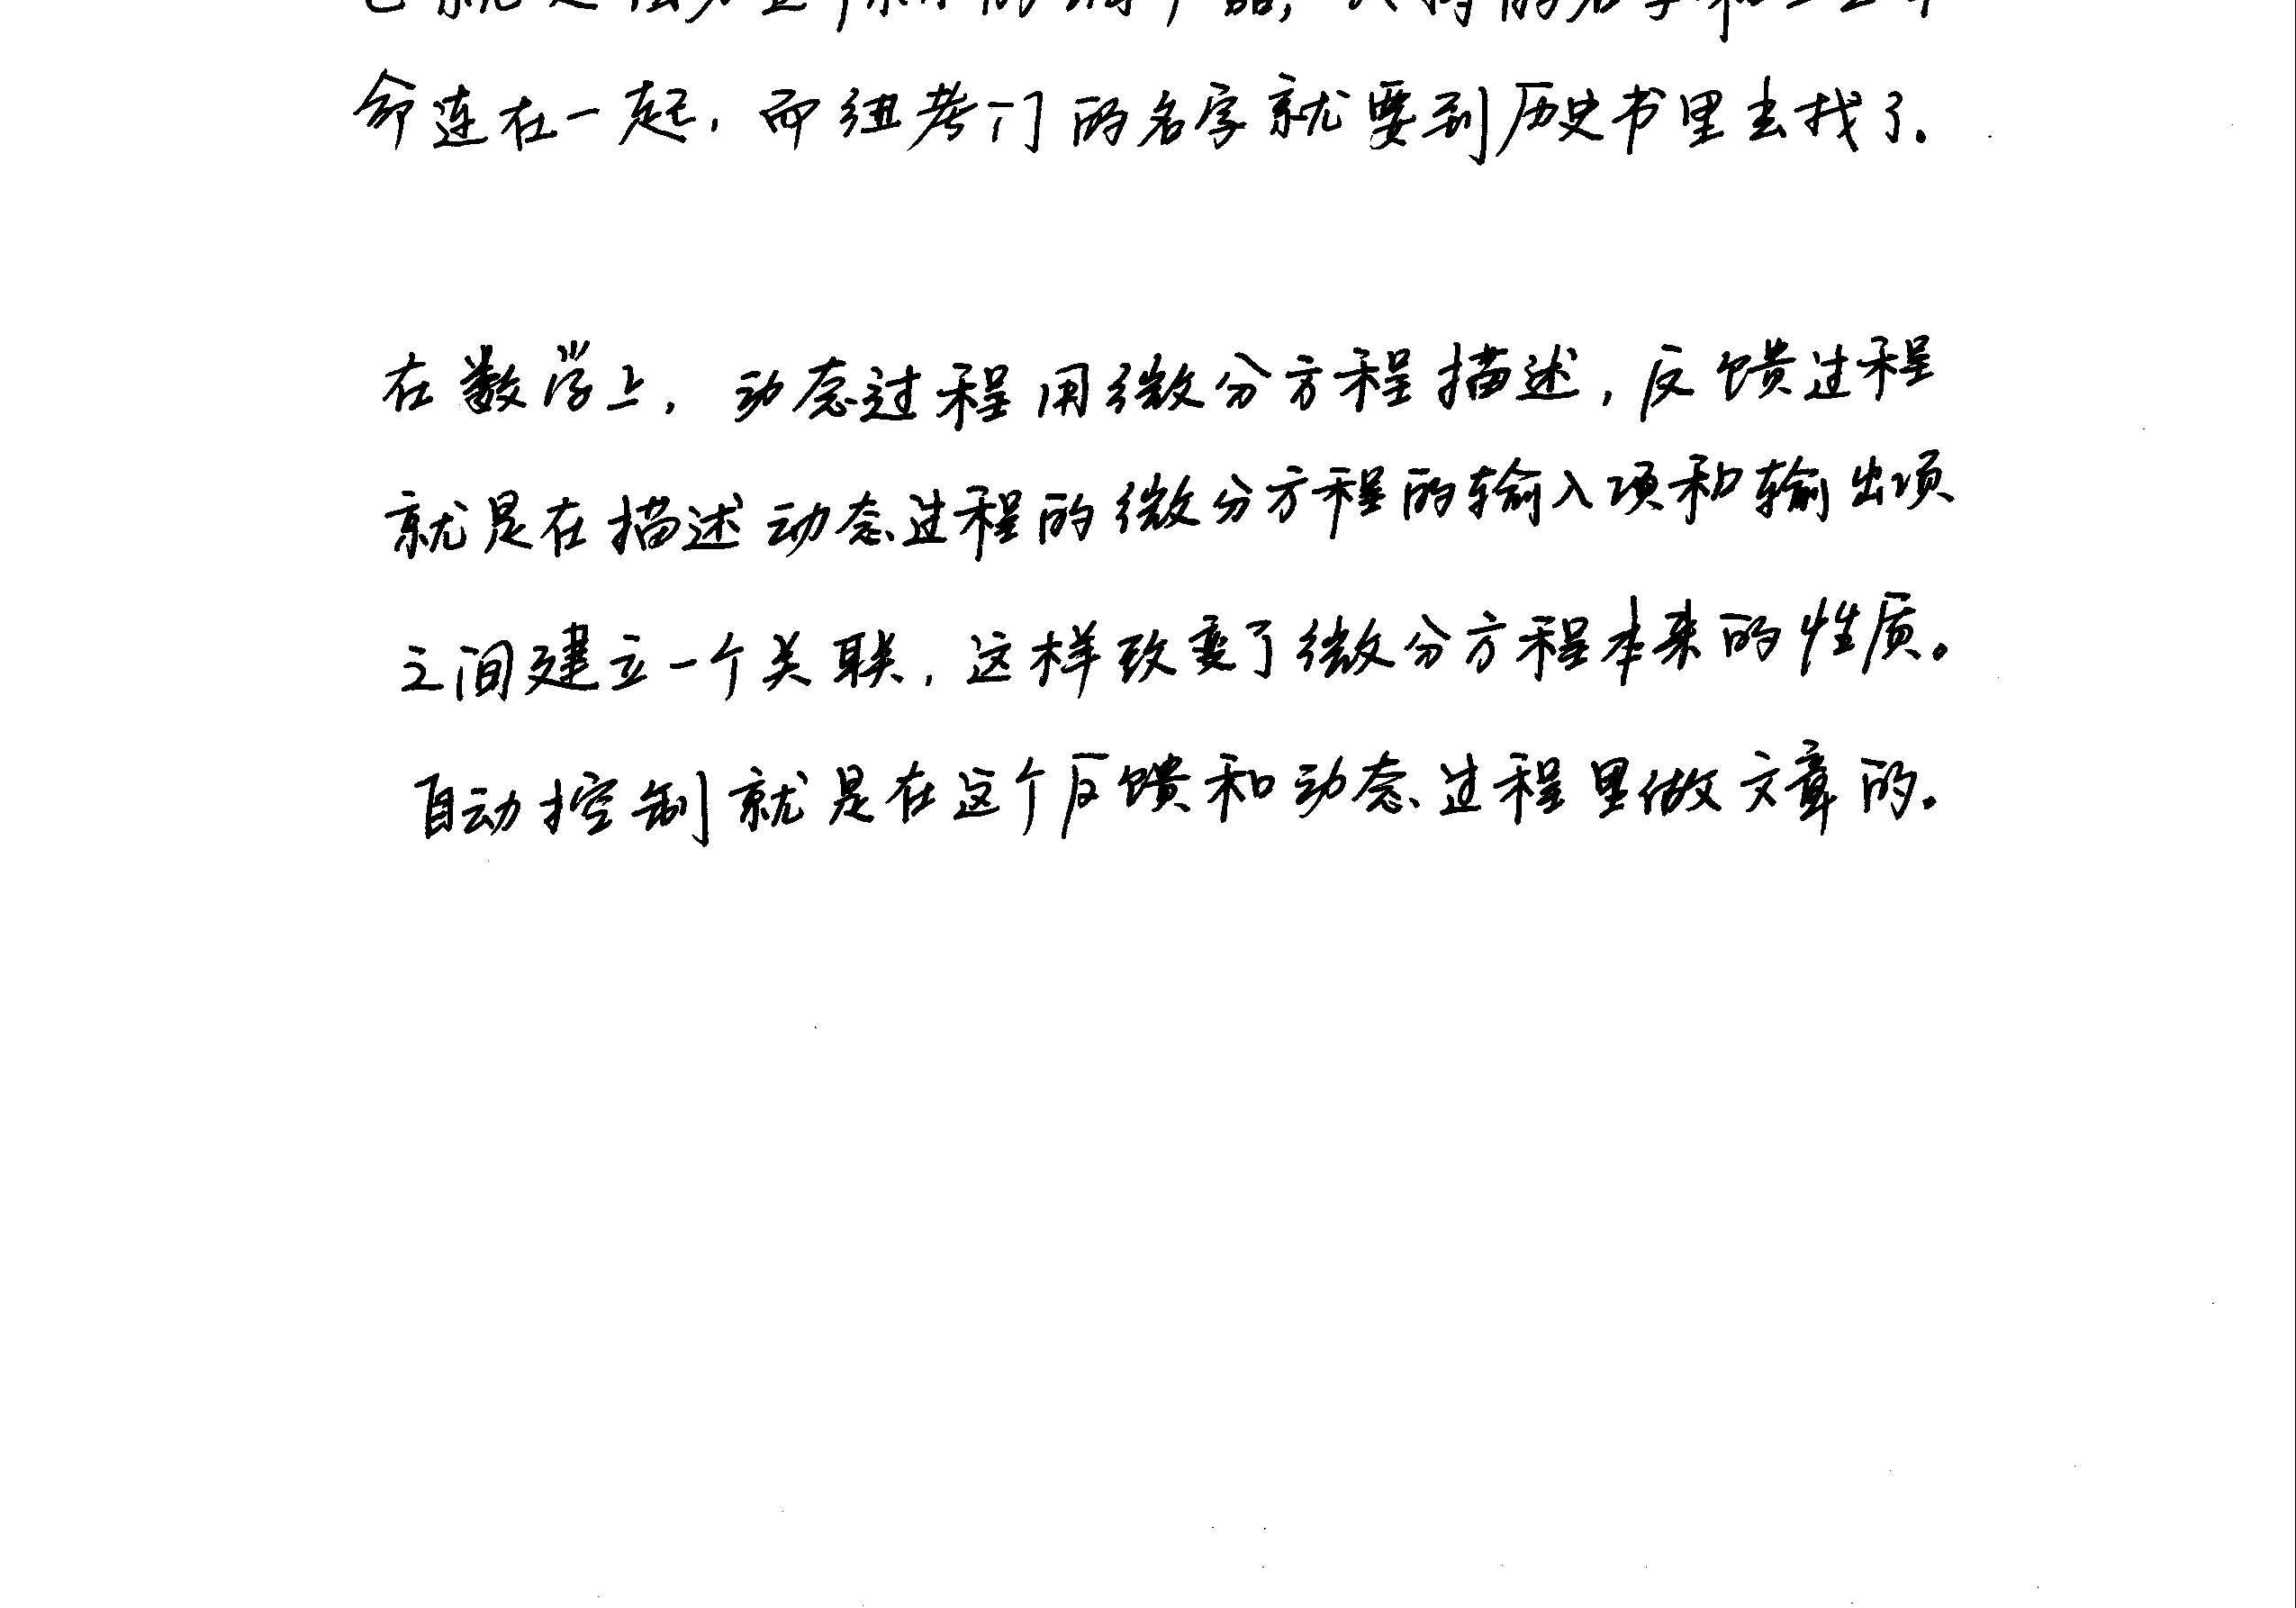 命连在一起，而纽考门的名字就要到历史书里去找了.
在数学上，动态过程用微分方程描述，反馈过程
就是在描述动态过程的微分方程的输入项和输出项
之间建立一个关联，这样改变了微分方程本来的性质。
自动控制就是在这个反馈和动态过程里做文章的.